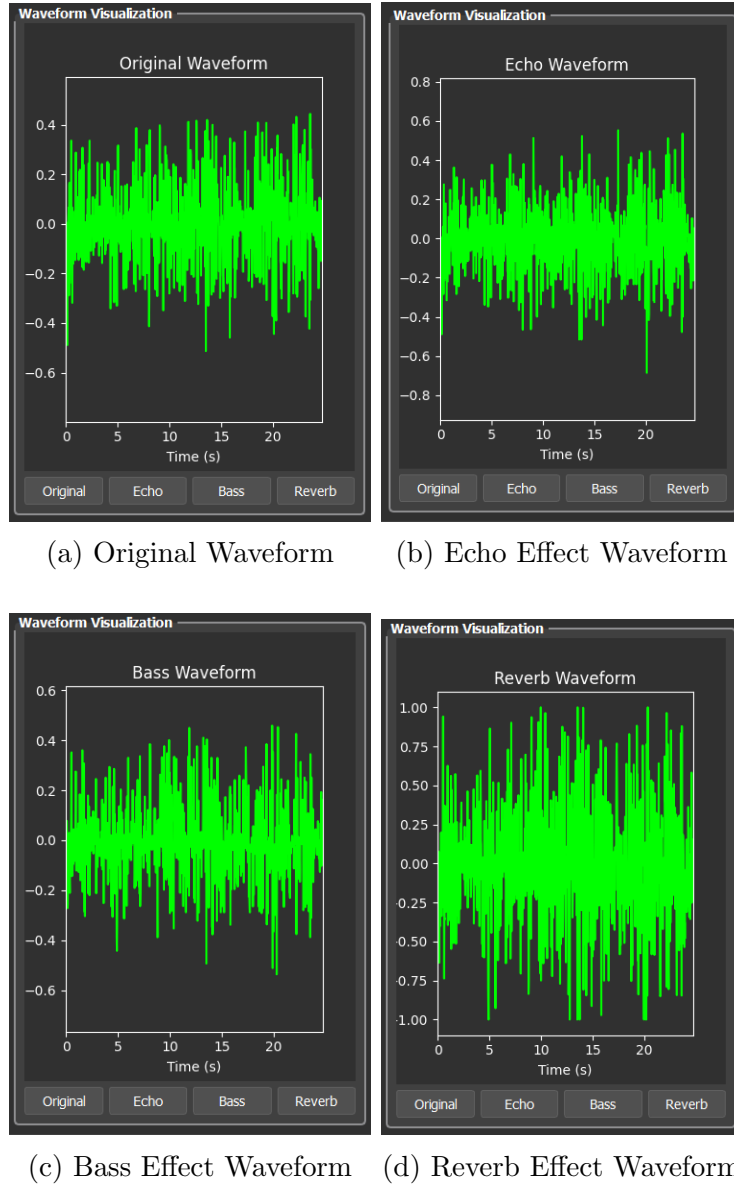 Waveform Visualization
Original Waveform
0.4
0.2
0.0
−0.2
−0.4
−0.6
0 5 10 15 20
Time (s)
Original Echo Bass Reverb
(a) Original Waveform
Waveform Visualization
Echo Waveform
0.8
0.6
0.4
0.2
0.0
−0.2
−0.4
−0.6
−0.8
0 5 10 15 20
Time (s)
Original Echo Bass Reverb
(b) Echo Effect Waveform
Waveform Visualization
Bass Waveform
0.6
0.4
0.2
0.0
−0.2
−0.4
−0.6
0 5 10 15 20
Time (s)
Original Echo Bass Reverb
(c) Bass Effect Waveform
Waveform Visualization
Reverb Waveform
1.00
0.75
0.50
0.25
0.00
−0.25
−0.50
−0.75
-1.00
0 5 10 15 20
Time (s)
Original Echo Bass Reverb
(d) Reverb Effect Waveform